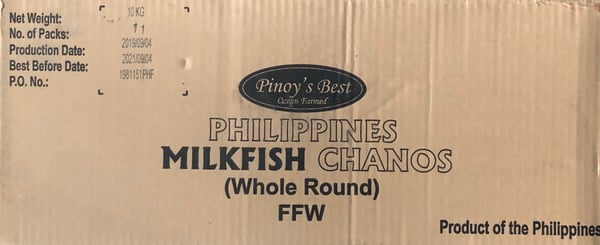 Net Weight: 10 KG
No. of Packs: 11
Production Date: 2019/09/04
Best Before Date: 2021/09/04
P.O. No.: 1981151PHF
Pinoy's Best
Ocean Farmed
PHILIPPINES
MILKFISH CHANOS
(Whole Round)
FFW
Product of the Philippines